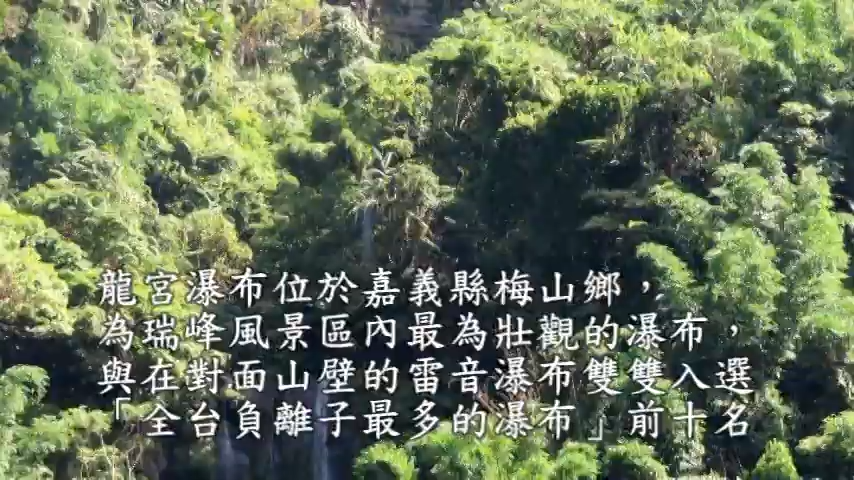 龍宮瀑布位於嘉義縣梅山鄉，
為瑞峰風景區內最為壯觀的瀑布，
與在對面山壁的雷音瀑布雙雙入選
「全台負離子最多的瀑布」前十名